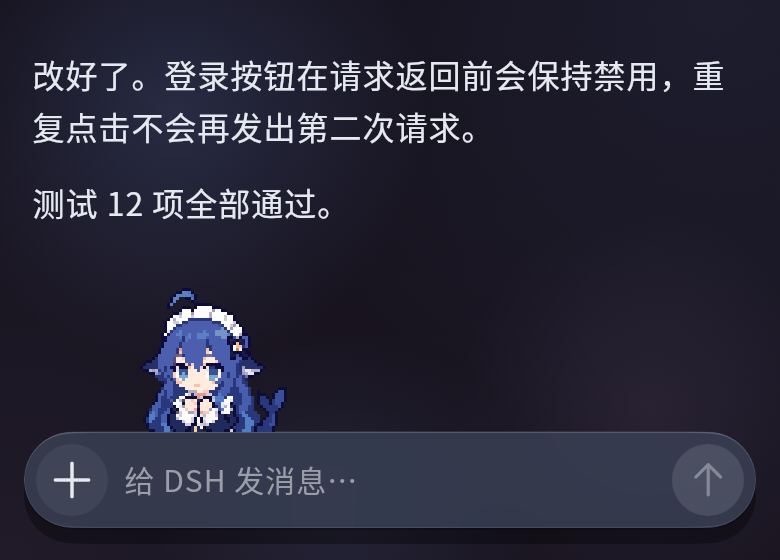 改好了。登录按钮在请求返回前会保持禁用，重
复点击不会再发出第二次请求。
测试 12 项全部通过。
给 DSH 发消息…